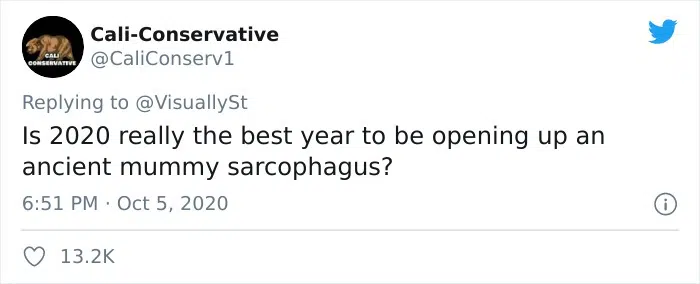 Cali-Conservative
@CaliConserv1
CALI
CONSERVATIVE
Replying to @VisuallySt
Is 2020 really the best year to be opening up an
ancient mummy sarcophagus?
6:51 PM · Oct 5, 2020
13.2K